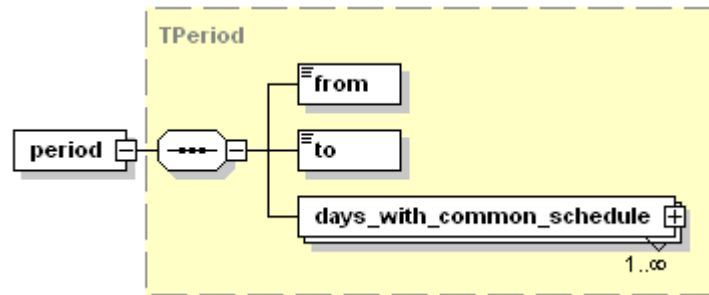 TPeriod
from
period
to
days_with_common_schedule
1..∞